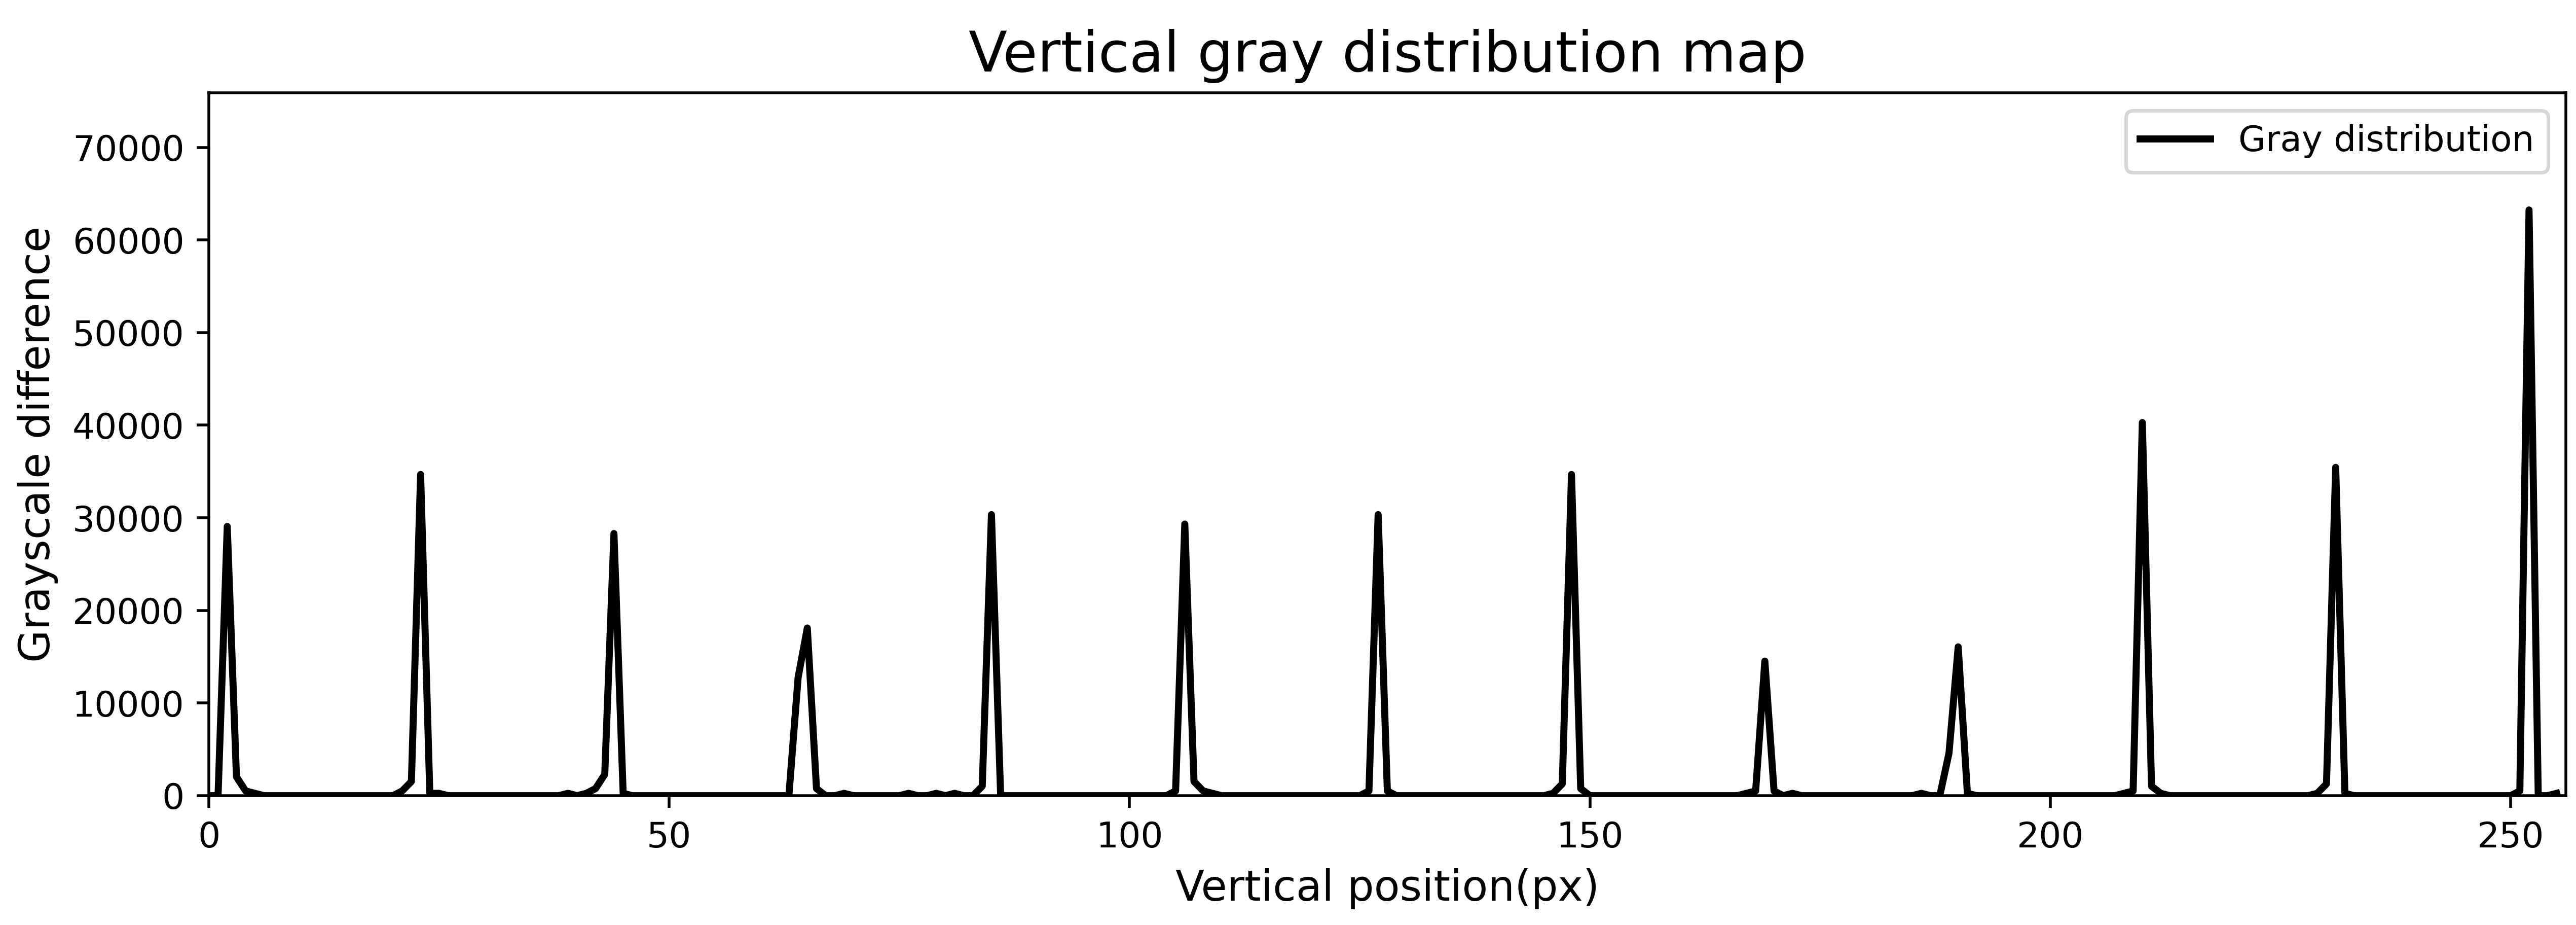 Vertical gray distribution map
Gray distribution
70000
60000
50000
40000
30000
20000
10000
0
Grayscale difference
0 50 100 150 200 250
Vertical position(px)